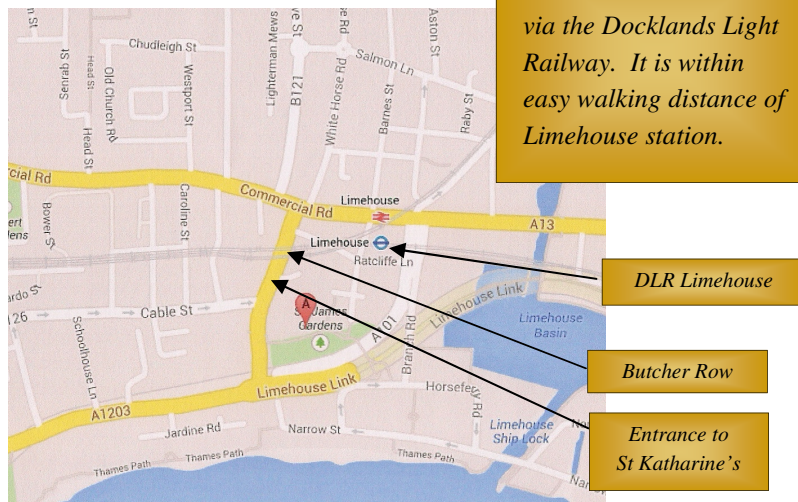 via the Docklands Light
Railway. It is within
easy walking distance of
Limehouse station.
Chudleigh St
Senrab St
Head St
Old Church Rd
Head St
Westport St
Lighterman Mews
B121
White Horse Rd
Salmon Ln
Aston St
Barnes St
Raby St
Commercial Rd
Limehouse
A13
Limehouse
Ratcliffe Ln
Bower St
Caroline St
Cable St
Schoolhouse Ln
A
St James
Gardens
A101
Branch Rd
Limehouse Link
Limehouse
Basin
DLR Limehouse
Butcher Row
Entrance to
St Katharine's
Limehouse Link
A1203
Horseferry Rd
Jardine Rd
Narrow St
Limehouse
Ship Lock
Thames Path
Thames Path
Thames Path